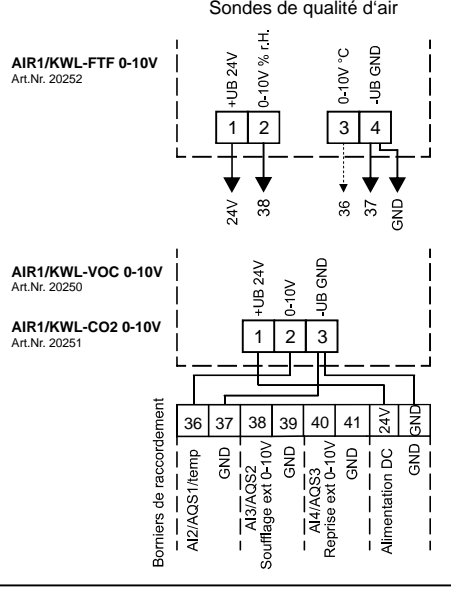 Sondes de qualité d'air
AIR1/KWL-FTF 0-10V
Art.Nr. 20252
+UB 24V
0-10V % r.H.
0-10V °C
-UB GND
1 2 3 4
24V
38
36
37
GND
AIR1/KWL-VOC 0-10V
Art.Nr. 20250
AIR1/KWL-CO2 0-10V
Art.Nr. 20251
+UB 24V
0-10V
-UB GND
1 2 3
Borniers de raccordement
36 37 38 39 40 41 24V GND
AI2/AQS1/temp
GND
AI3/AQS2
Soufflage ext 0-10V
GND
AI4/AQS3
Reprise ext 0-10V
GND
Alimentation DC
GND